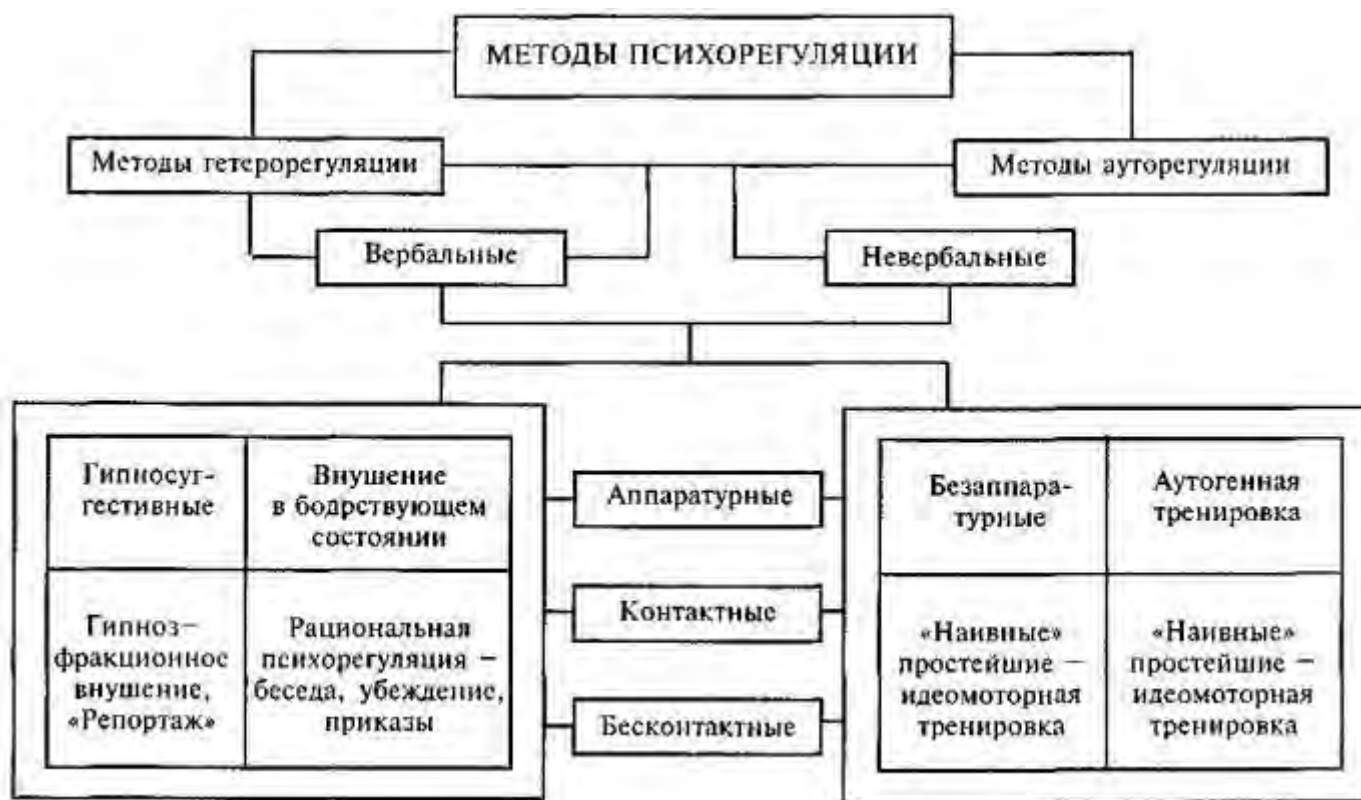 МЕТОДЫ ПСИХОРЕГУЛЯЦИИ
Методы гетерорегуляции
Методы ауторегуляции
Вербальные
Невербальные
Гипносуг-
гестивные
Внушение
в бодрствующем
состоянии
Гипноз–
фракционное
внушение,
«Репортаж»
Рациональная
психорегуляция –
беседа, убеждение,
приказы
Аппаратурные
Контактные
Бесконтактные
Безаппара-
турные
Аутогенная
тренировка
«Наивные»
простейшие –
идеомоторная
тренировка
«Наивные»
простейшие –
идеомоторная
тренировка